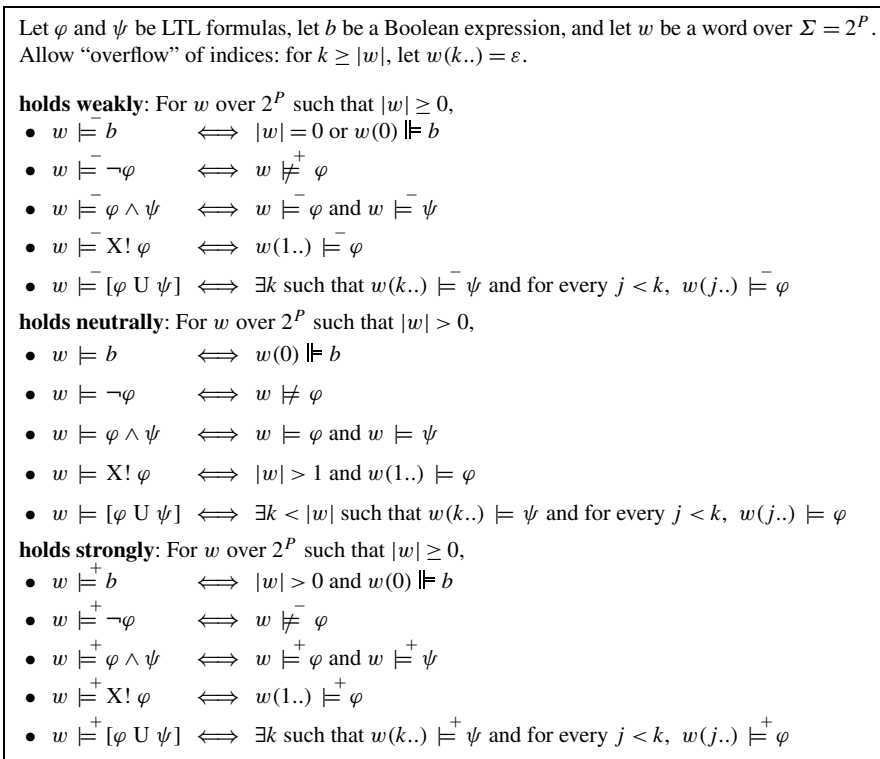 Let φ and ψ be LTL formulas, let b be a Boolean expression, and let w be a word over Σ = 2^P.
Allow “overflow” of indices: for k ≥ |w|, let w(k..) = ε.
holds weakly: For w over 2^P such that |w| ≥ 0,
• w ⊨⁻ b ⟺ |w| = 0 or w(0) ⊫ b
• w ⊨⁻ ¬φ ⟺ w ⊭⁺ φ
• w ⊨⁻ φ ∧ ψ ⟺ w ⊨⁻ φ and w ⊨⁻ ψ
• w ⊨⁻ X! φ ⟺ w(1..) ⊨⁻ φ
• w ⊨⁻ [φ U ψ] ⟺ ∃k such that w(k..) ⊨⁻ ψ and for every j < k, w(j..) ⊨⁻ φ
holds neutrally: For w over 2^P such that |w| > 0,
• w ⊨ b ⟺ w(0) ⊫ b
• w ⊨ ¬φ ⟺ w ⊭ φ
• w ⊨ φ ∧ ψ ⟺ w ⊨ φ and w ⊨ ψ
• w ⊨ X! φ ⟺ |w| > 1 and w(1..) ⊨ φ
• w ⊨ [φ U ψ] ⟺ ∃k < |w| such that w(k..) ⊨ ψ and for every j < k, w(j..) ⊨ φ
holds strongly: For w over 2^P such that |w| ≥ 0,
• w ⊨⁺ b ⟺ |w| > 0 and w(0) ⊫ b
• w ⊨⁺ ¬φ ⟺ w ⊭⁻ φ
• w ⊨⁺ φ ∧ ψ ⟺ w ⊨⁺ φ and w ⊨⁺ ψ
• w ⊨⁺ X! φ ⟺ w(1..) ⊨⁺ φ
• w ⊨⁺ [φ U ψ] ⟺ ∃k such that w(k..) ⊨⁺ ψ and for every j < k, w(j..) ⊨⁺ φ